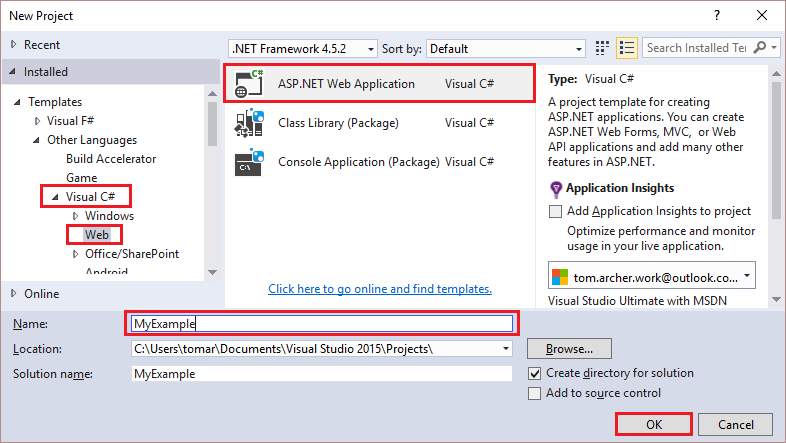 New Project
Recent
.NET Framework 4.5.2
Sort by: Default
Search Installed Te
Installed
Templates
Visual F#
Other Languages
Build Accelerator
Game
Visual C#
Windows
Web
Office/SharePoint
Android
Online
C#
ASP.NET Web Application Visual C#
Class Library (Package) Visual C#
C:\
Console Application (Package) Visual C#
Click here to go online and find templates.
Type: Visual C#
A project template for creating
ASP.NET applications. You can create
ASP.NET Web Forms, MVC, or Web
API applications and add many other
features in ASP.NET.
Application Insights
Add Application Insights to project
Optimize performance and monitor
usage in your live application.
tom.archer.work@outlook.co...
Visual Studio Ultimate with MSDN
Name: MyExample
Location: C:\Users\tomar\Documents\Visual Studio 2015\Projects\
Browse...
Solution name: MyExample
Create directory for solution
Add to source control
OK
Cancel